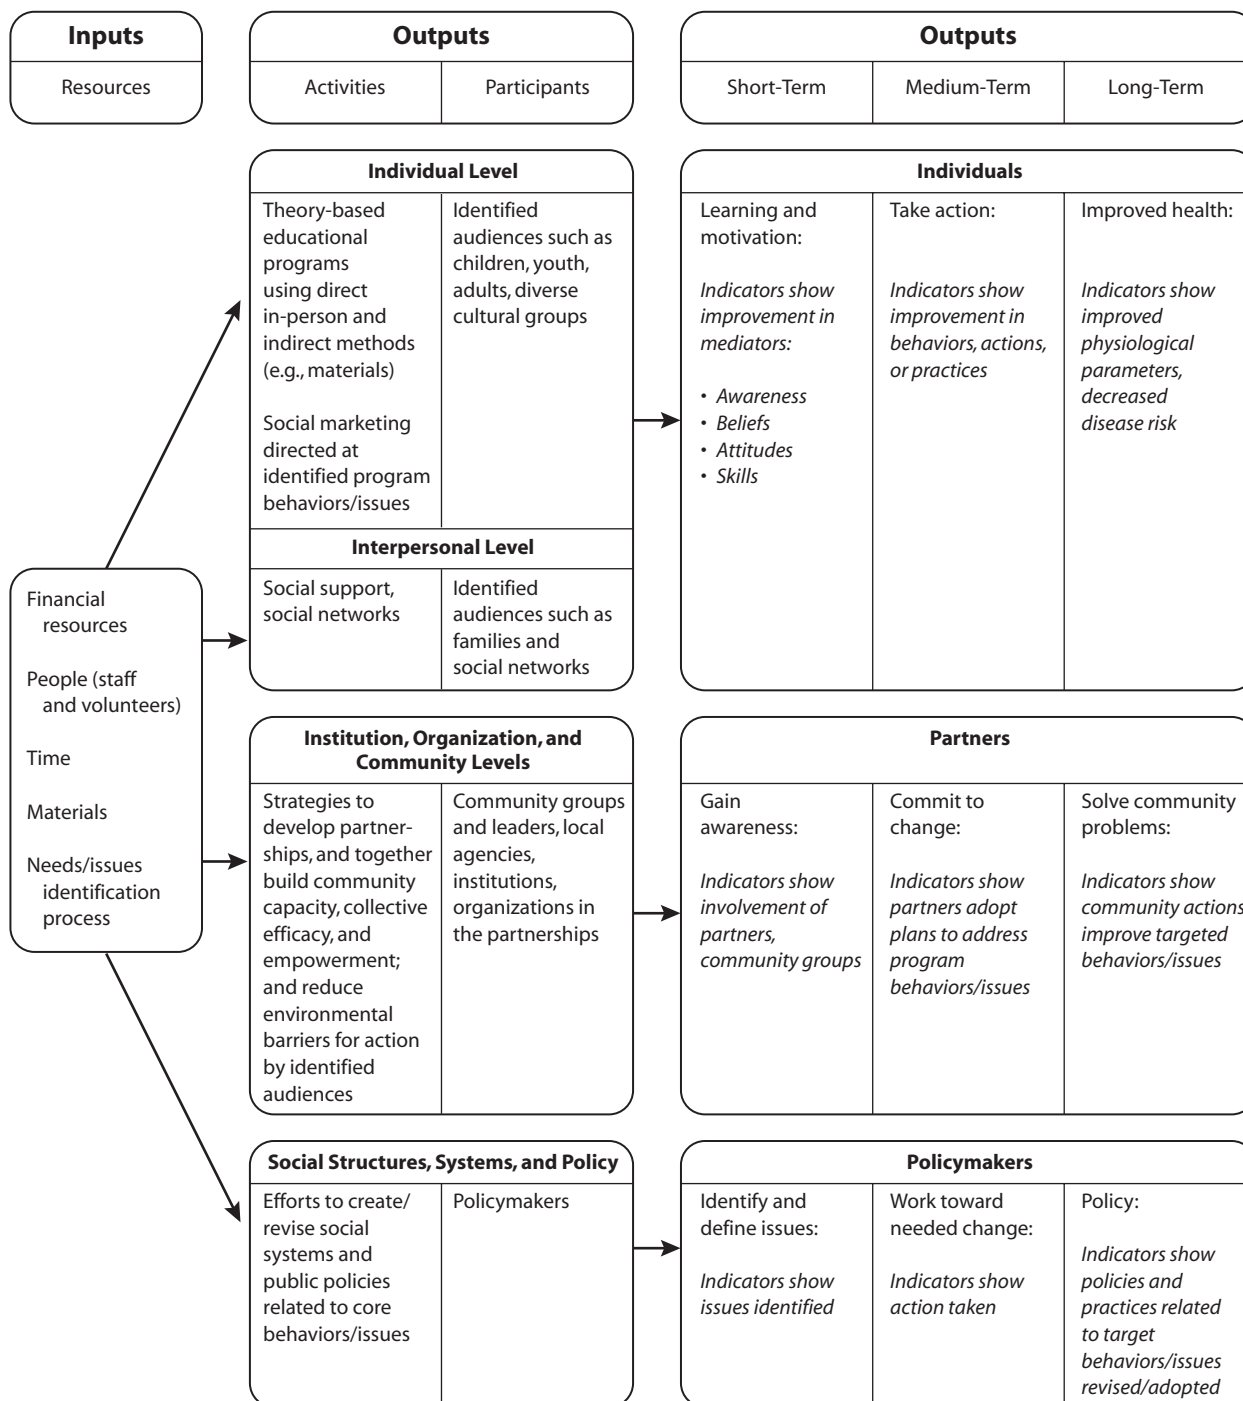 Inputs
Resources
Outputs
Activities
Participants
Outputs
Short-Term
Medium-Term
Long-Term
Financial
resources
People (staff
and volunteers)
Time
Materials
Needs/issues
identification
process
Individual Level
Theory-based
educational
programs
using direct
in-person and
indirect methods
(e.g., materials)
Social marketing
directed at
identified program
behaviors/issues
Identified
audiences such as
children, youth,
adults, diverse
cultural groups
Interpersonal Level
Social support,
social networks
Identified
audiences such as
families and
social networks
Individuals
Learning and
motivation:
Indicators show
improvement in
mediators:
• Awareness
• Beliefs
• Attitudes
• Skills
Take action:
Indicators show
improvement in
behaviors, actions,
or practices
Improved health:
Indicators show
improved
physiological
parameters,
decreased
disease risk
Institution, Organization, and
Community Levels
Strategies to
develop partner-
ships, and together
build community
capacity, collective
efficacy, and
empowerment;
and reduce
environmental
barriers for action
by identified
audiences
Community groups
and leaders, local
agencies,
institutions,
organizations in
the partnerships
Partners
Gain
awareness:
Indicators show
involvement of
partners,
community groups
Commit to
change:
Indicators show
partners adopt
plans to address
program
behaviors/issues
Solve community
problems:
Indicators show
community actions
improve targeted
behaviors/issues
Social Structures, Systems, and Policy
Efforts to create/
revise social
systems and
public policies
related to core
behaviors/issues
Policymakers
Policymakers
Identify and
define issues:
Indicators show
issues identified
Work toward
needed change:
Indicators show
action taken
Policy:
Indicators show
policies and
practices related
to target
behaviors/issues
revised/adopted